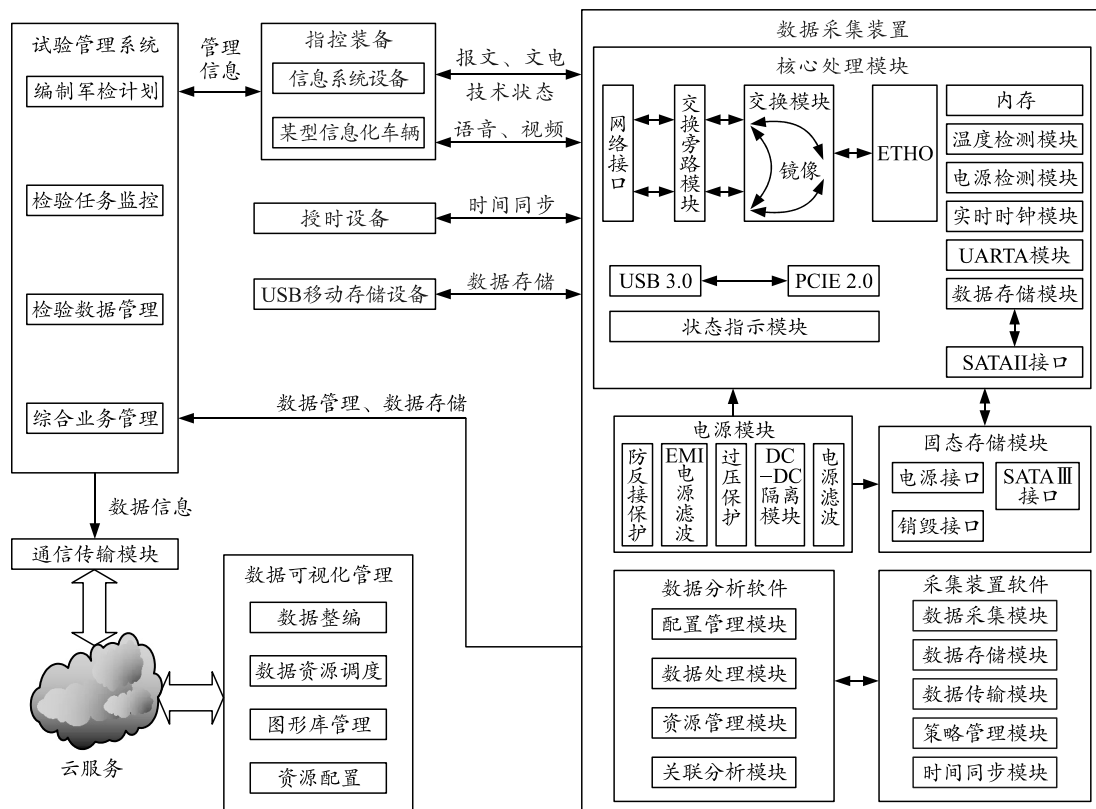 试验管理系统
编制军检计划
检验任务监控
检验数据管理
综合业务管理
数据信息
通信传输模块
云服务
管理
信息
指控装备
信息系统设备
某型信息化车辆
授时设备
USB移动存储设备
报文、文电
技术状态
语音、视频
时间同步
数据存储
数据管理、数据存储
数据可视化管理
数据整编
数据资源调度
图形库管理
资源配置
数据采集装置
核心处理模块
网络接口
交换旁路模块
交换模块
镜像
ETHO
内存
温度检测模块
电源检测模块
实时时钟模块
UARTA模块
数据存储模块
SATAII接口
USB 3.0
PCIE 2.0
状态指示模块
电源模块
防反接保护
EMI
电源滤波
过压保护
DC
-DC
隔离
模块
电源滤波
固态存储模块
电源接口
SATAⅢ
接口
销毁接口
数据分析软件
配置管理模块
数据处理模块
资源管理模块
关联分析模块
采集装置软件
数据采集模块
数据存储模块
数据传输模块
策略管理模块
时间同步模块